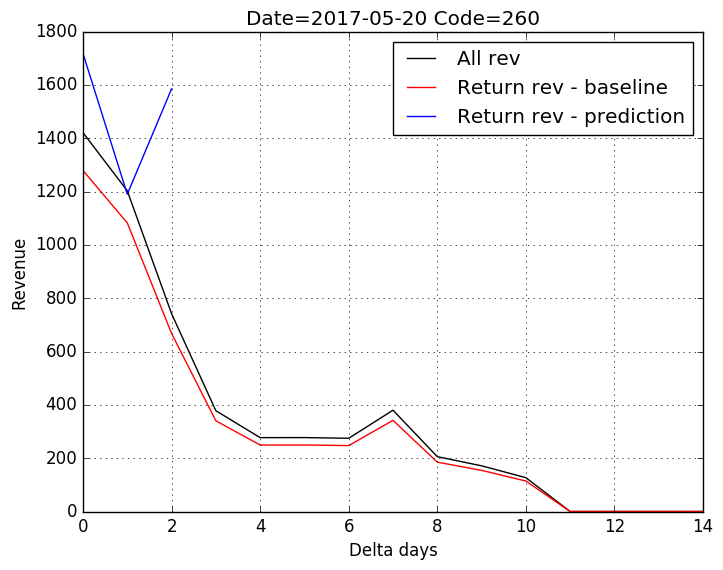 Date=2017-05-20 Code=260
1800
1600
1400
1200
1000
800
600
400
200
0
Revenue
All rev
Return rev - baseline
Return rev - prediction
0 2 4 6 8 10 12 14
Delta days